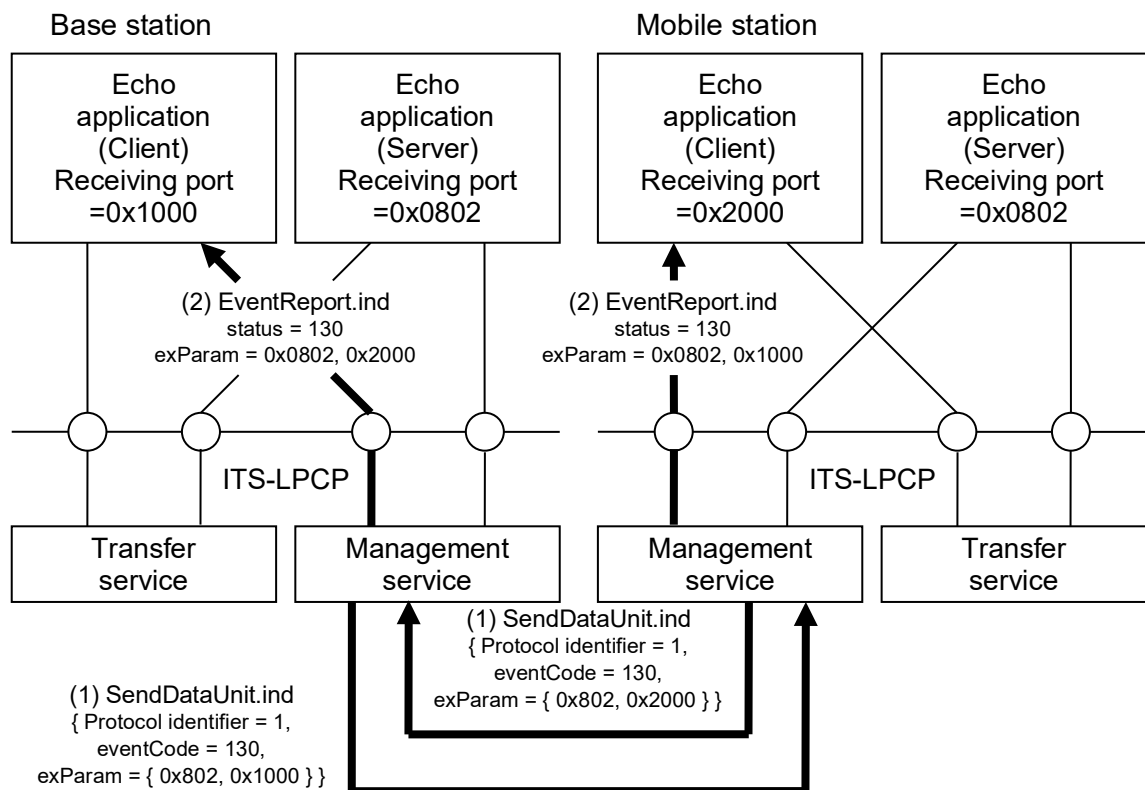 Base station
Mobile station
Echo
application
(Client)
Receiving port
=0x1000
Echo
application
(Server)
Receiving port
=0x0802
Echo
application
(Client)
Receiving port
=0x2000
Echo
application
(Server)
Receiving port
=0x0802
(2) EventReport.ind
status = 130
exParam = 0x0802, 0x2000
(2) EventReport.ind
status = 130
exParam = 0x0802, 0x1000
ITS-LPCP
ITS-LPCP
Transfer
service
Management
service
Management
service
Transfer
service
(1) SendDataUnit.ind
{ Protocol identifier = 1,
eventCode = 130,
exParam = { 0x802, 0x2000 } }
(1) SendDataUnit.ind
{ Protocol identifier = 1,
eventCode = 130,
exParam = { 0x802, 0x1000 } }